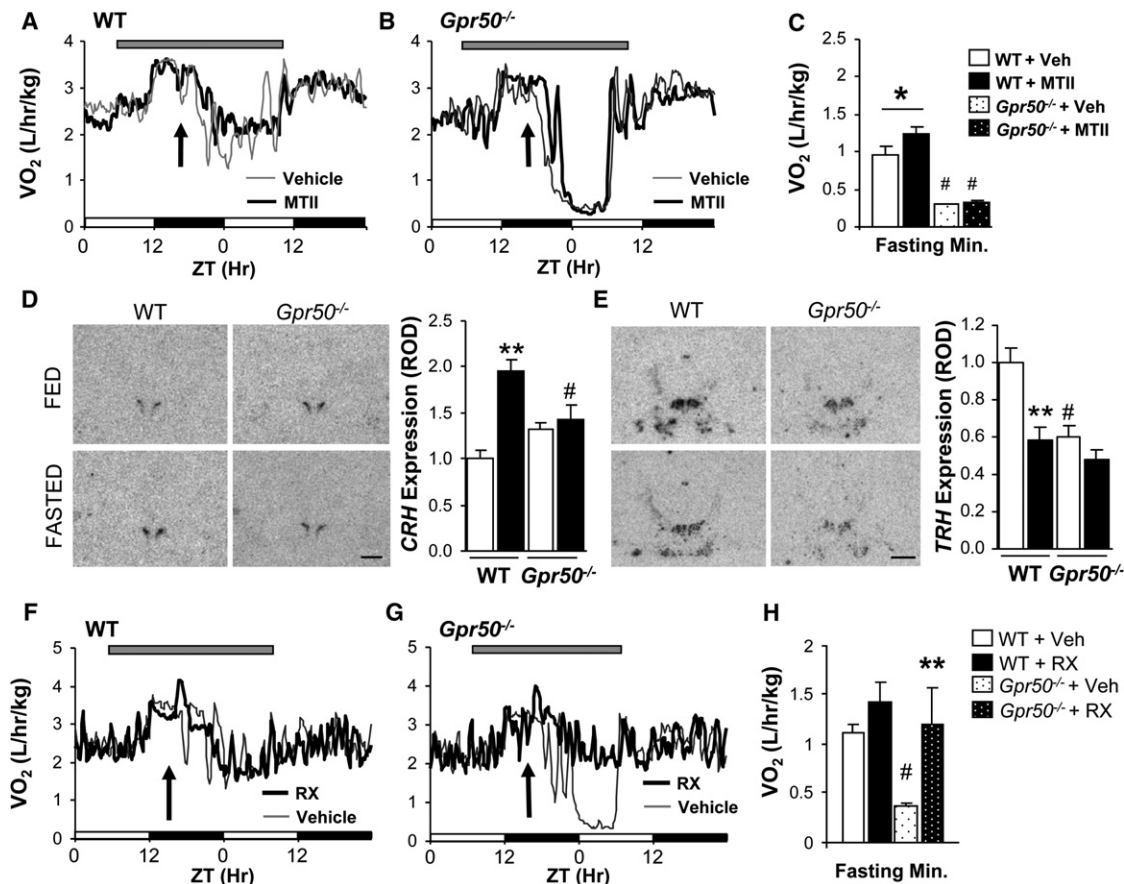 A
WT
VO2 (L/hr/kg)
4
3
2
1
0
Vehicle
MTII
0
12
0
12
ZT (Hr)
B
Gpr50-/-
4
3
2
1
0
Vehicle
MTII
0
12
0
12
ZT (Hr)
C
VO2 (L/hr/kg)
2.5
2
1.5
1
0.5
0
*
# #
Fasting Min.
WT + Veh
WT + MTII
Gpr50-/- + Veh
Gpr50-/- + MTII
D
WT
Gpr50-/-
FED
FASTED
CRH Expression (ROD)
2.5
2.0
1.5
1.0
0.5
0.0
**
#
WT Gpr50-/-
E
WT
Gpr50-/-
TRH Expression (ROD)
1.2
1.0
0.8
0.6
0.4
0.2
0.0
** #
WT Gpr50-/-
F
WT
VO2 (L/hr/kg)
5
4
3
2
1
0
RX
Vehicle
0
12
0
12
ZT (Hr)
G
Gpr50-/-
5
4
3
2
1
0
RX
Vehicle
0
12
0
12
ZT (Hr)
H
VO2 (L/hr/kg)
2
1.5
1
0.5
0
#
**
Fasting Min.
WT + Veh
WT + RX
Gpr50-/- + Veh
Gpr50-/- + RX